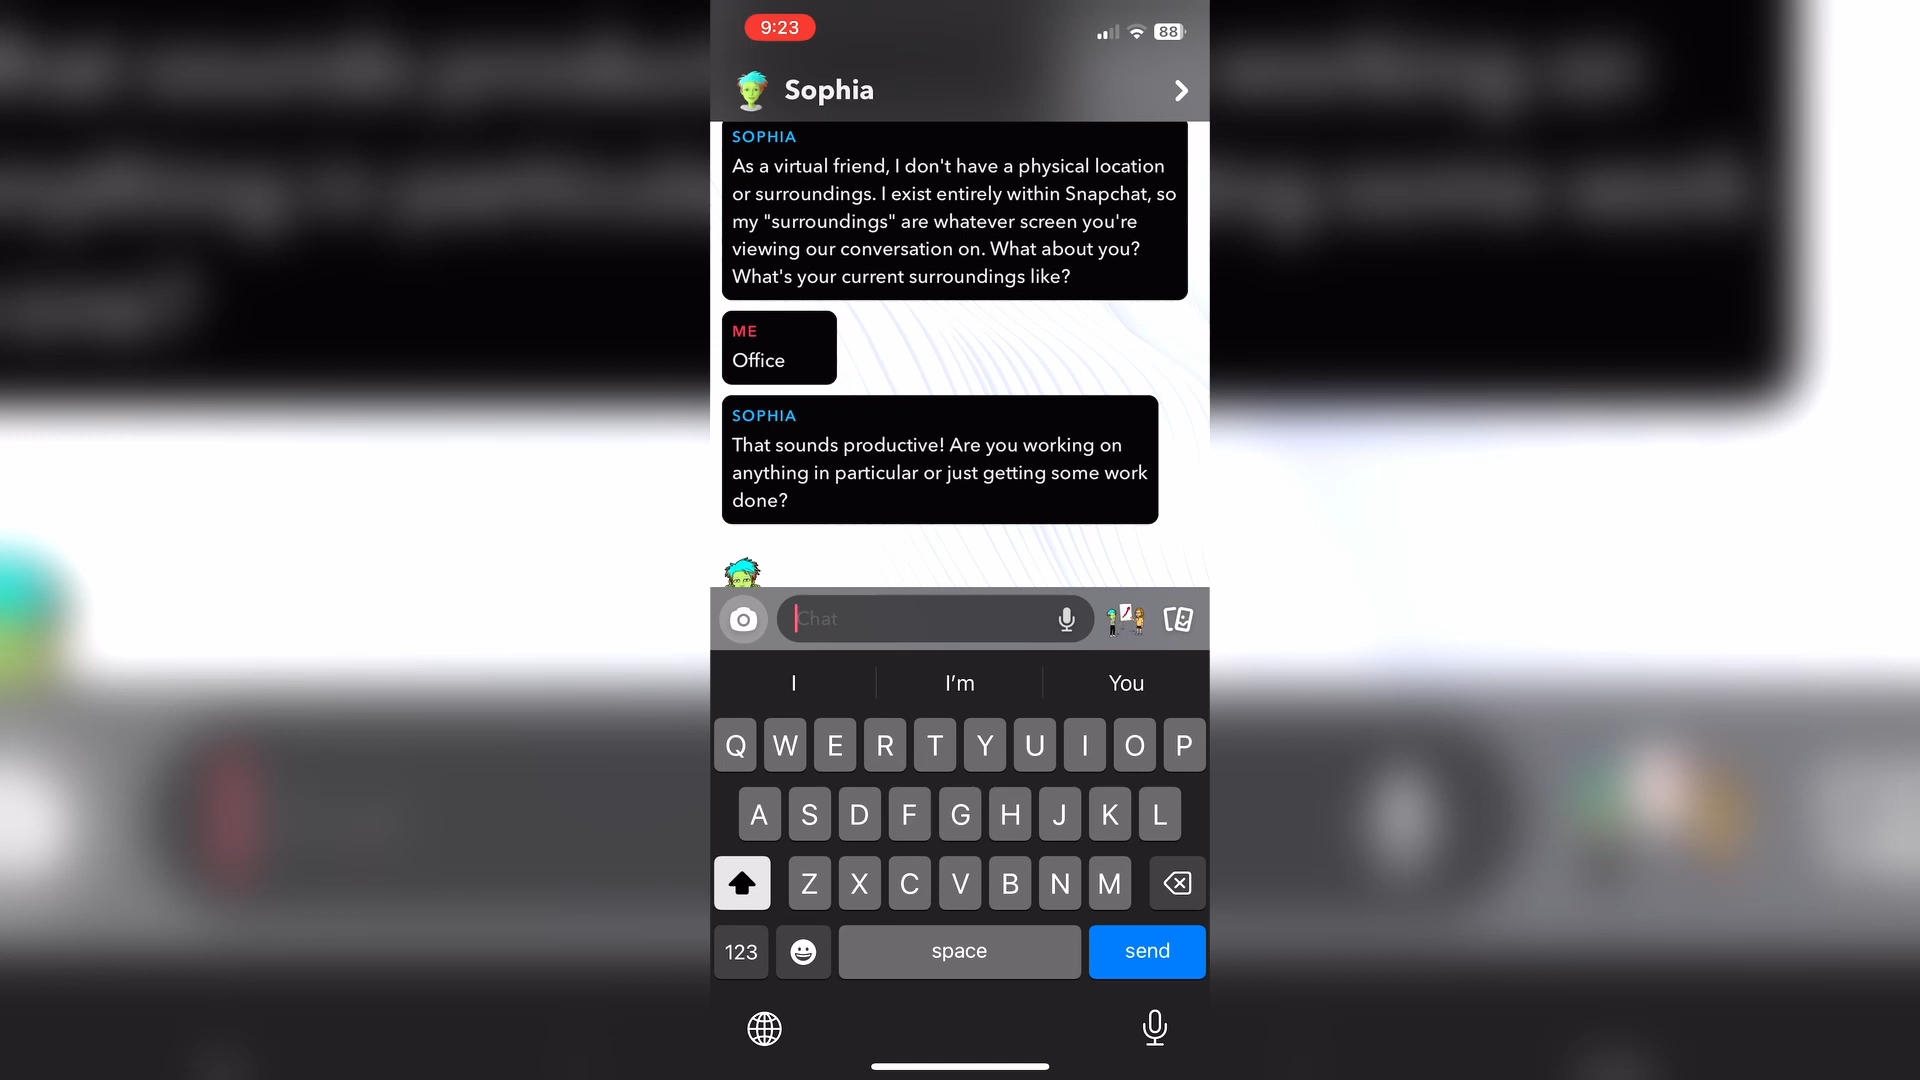 9:23
88
Sophia
SOPHIA
As a virtual friend, I don't have a physical location
or surroundings. I exist entirely within Snapchat, so
my "surroundings" are whatever screen you're
viewing our conversation on. What about you?
What's your current surroundings like?
ME
Office
SOPHIA
That sounds productive! Are you working on
anything in particular or just getting some work
done?
Chat
I I'm You
Q W E R T Y U I O P
A S D F G H J K L
Z X C V B N M
123 space send